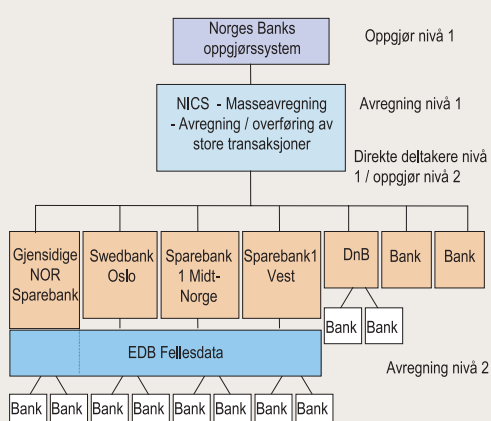 Norges Banks
oppgjørssystem
Oppgjør nivå 1
NICS - Masseavregning
- Avregning / overføring av
store transaksjoner
Avregning nivå 1
Direkte deltakere nivå
1 / oppgjør nivå 2
Gjensidige
NOR
Sparebank
Swedbank
Oslo
Sparebank
1 Midt-
Norge
Sparebank1
Vest
DnB
Bank
Bank
Bank
Bank
EDB Fellesdata
Avregning nivå 2
Bank
Bank
Bank
Bank
Bank
Bank
Bank
Bank